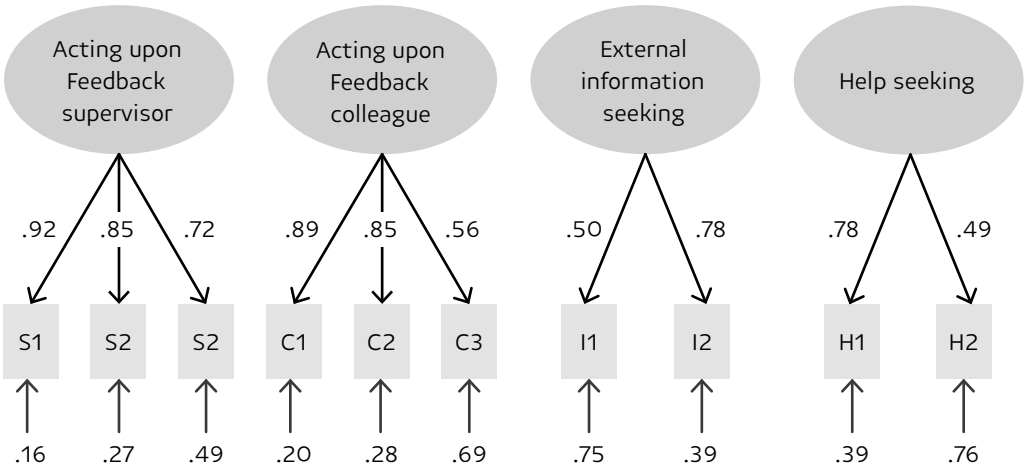 Acting upon
Feedback
supervisor
Acting upon
Feedback
colleague
External
information
seeking
Help seeking
.92 .85 .72 .89 .85 .56 .50 .78 .78 .49
S1 S2 S2 C1 C2 C3 I1 I2 H1 H2
.16 .27 .49 .20 .28 .69 .75 .39 .39 .76